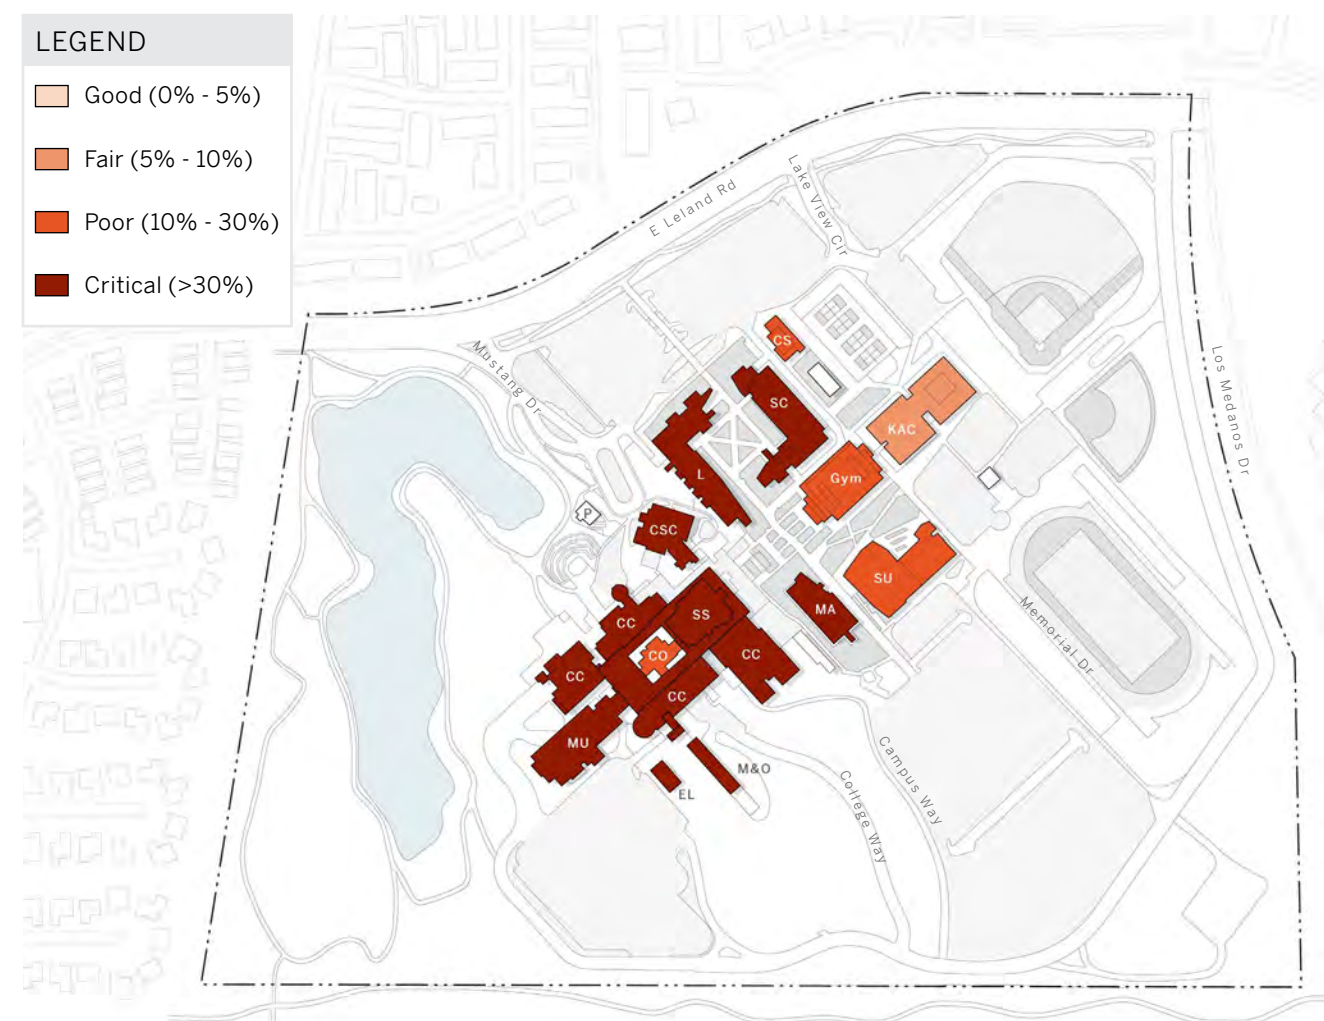 LEGEND
Good (0% - 5%)
Fair (5% - 10%)
Poor (10% - 30%)
Critical (>30%)
E Leland Rd
Lake View Cir
Mustang Dr
Los Medanos Dr
CS
SC
KAC
L
Gym
P
CSC
SU
MA
SS
CC
CO
CC
CC
CC
Memorial Dr
MU
M&O
EL
College Way
Campus Way